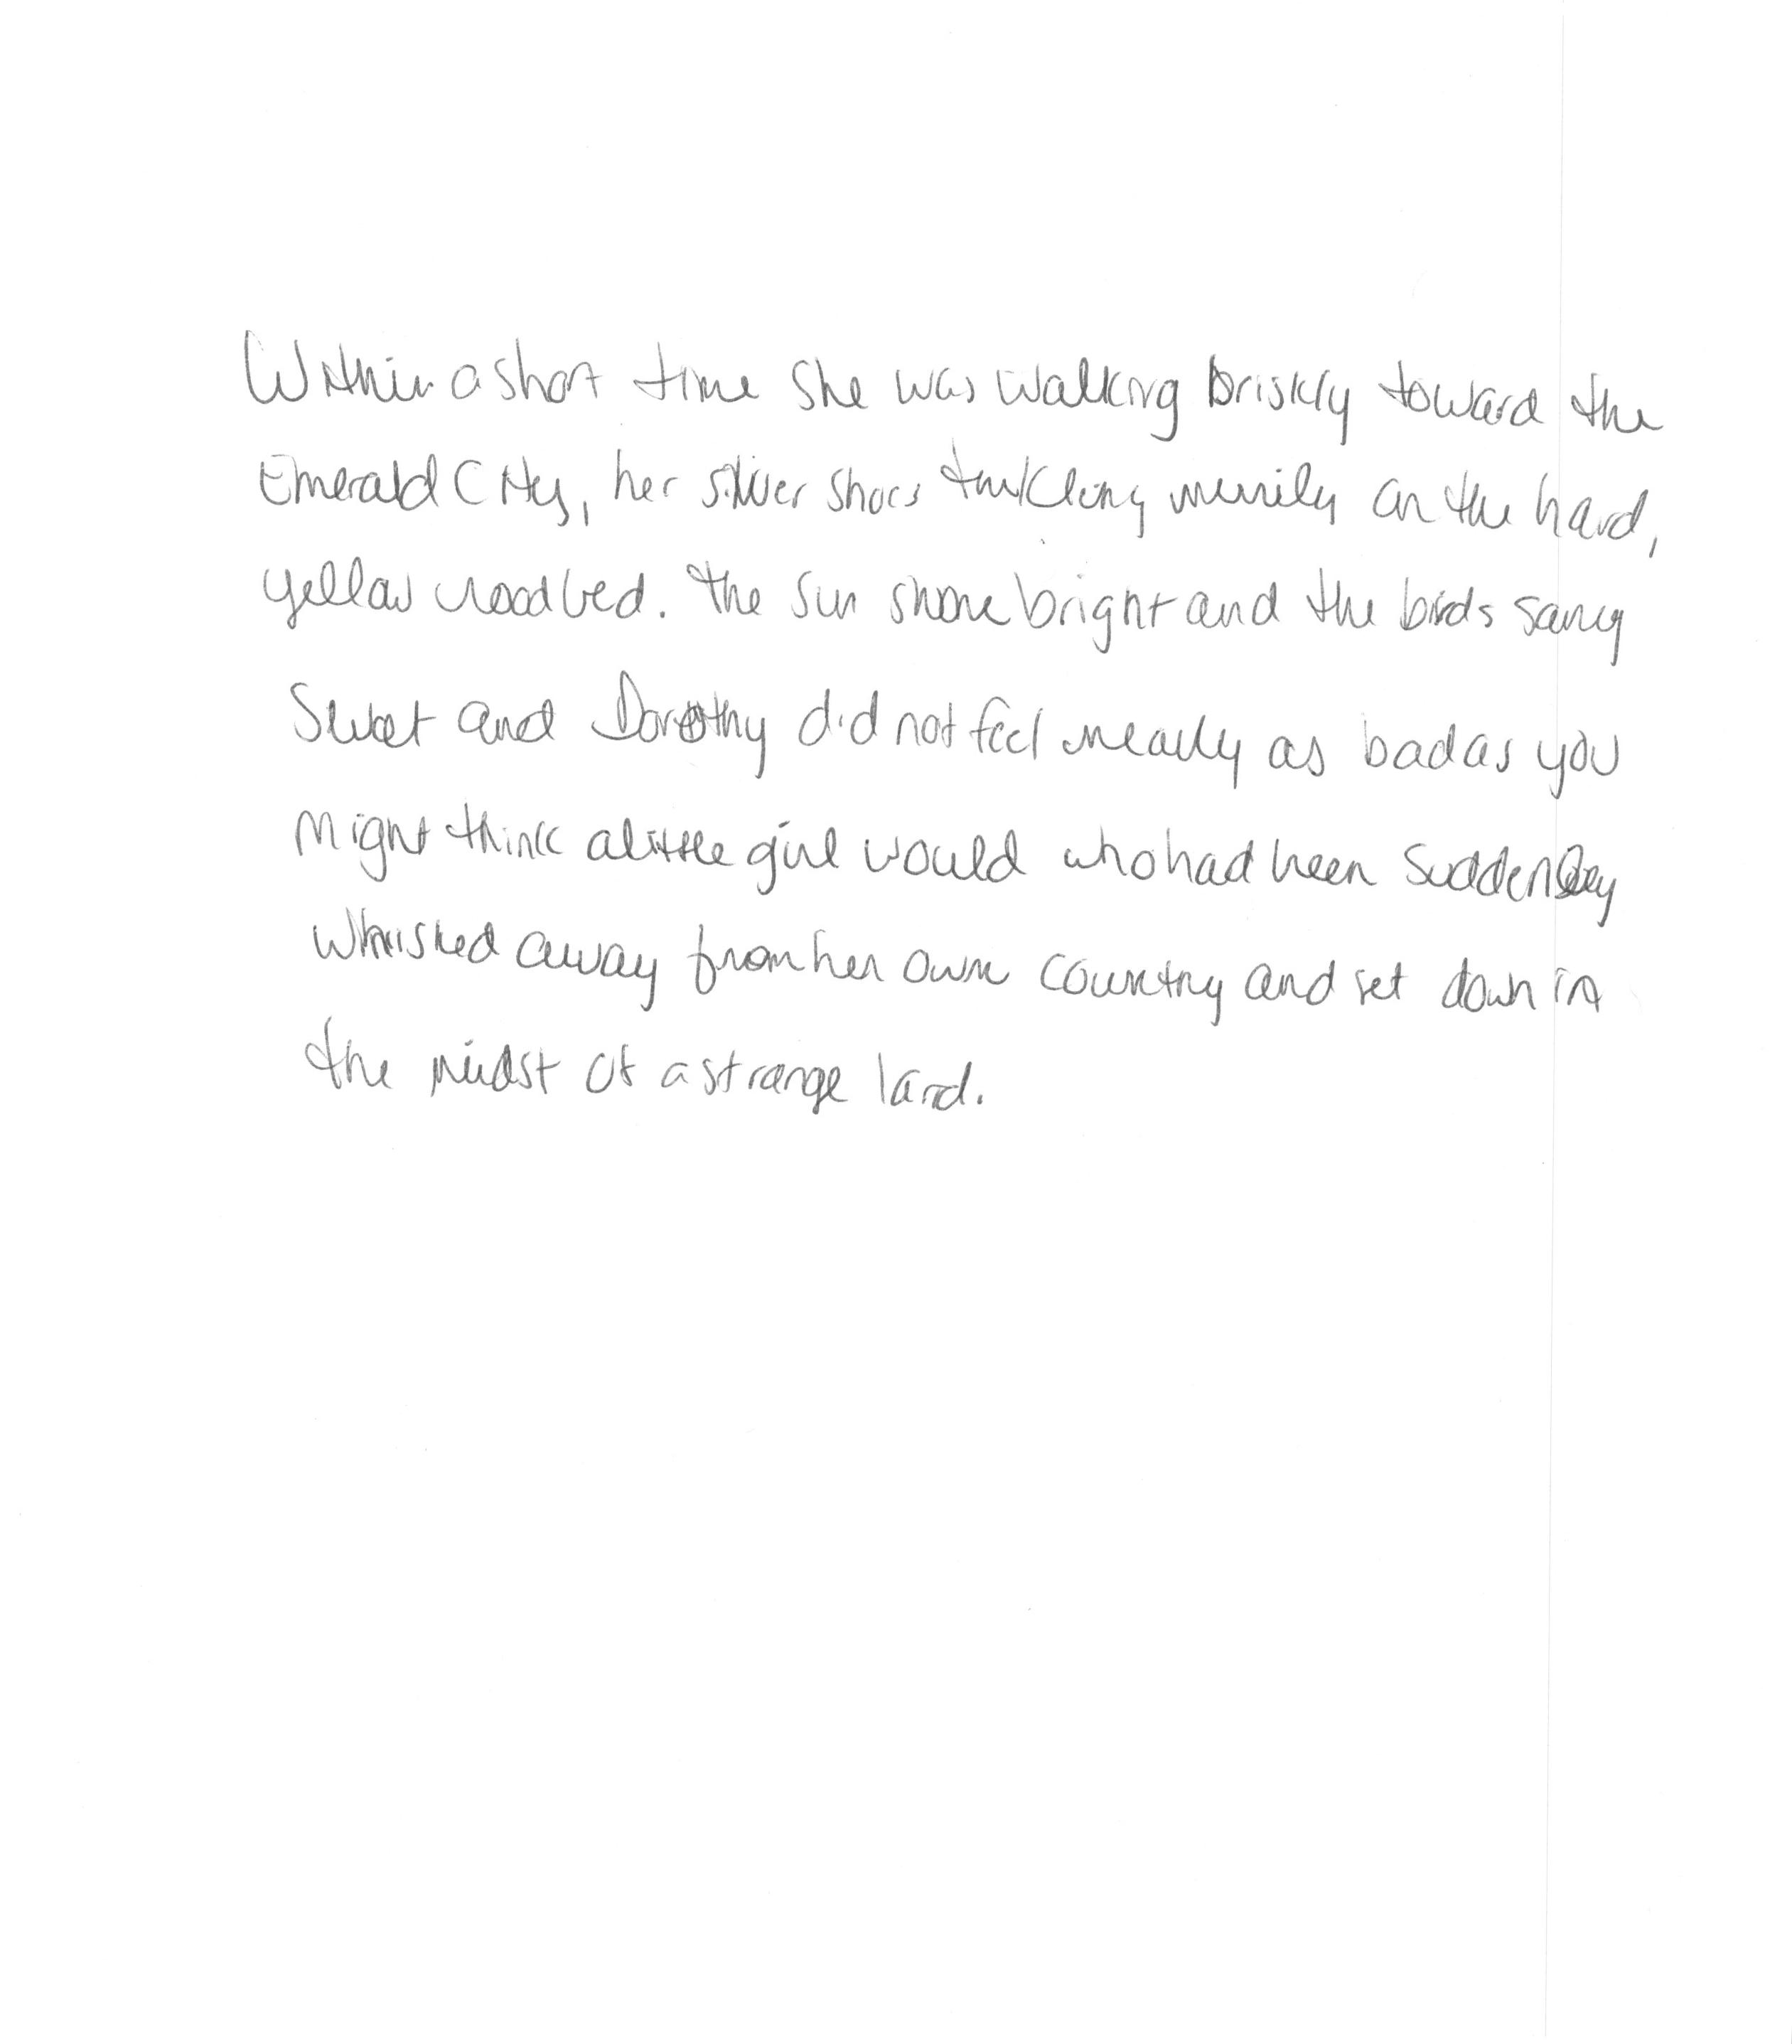 Within a short time she was walking briskly toward the
Emerald City, her silver shoes tinkling merrily on the hard,
yellow roadbed. The sun shone bright and the birds sang
Sweet and Dorothy did not feel nearly as bad as you
might think a little girl would who had been suddenly
whisked away from her own country and set down in
the midst of a strange land.